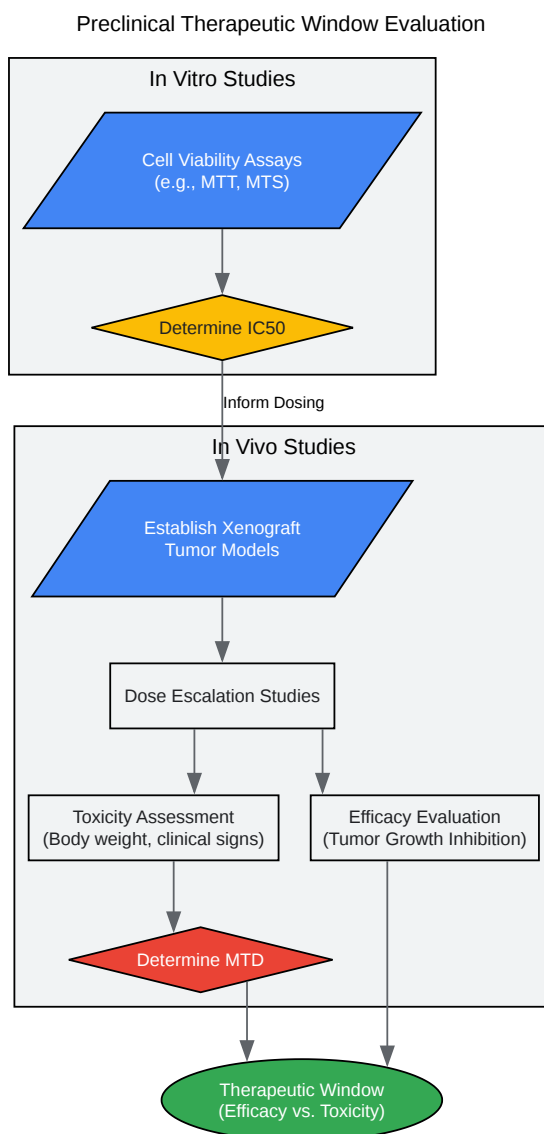 Preclinical Therapeutic Window Evaluation
In Vitro Studies
Cell Viability Assays
(e.g., MTT, MTS)
Determine IC50
Inform Dosing
In Vivo Studies
Establish Xenograft
Tumor Models
Dose Escalation Studies
Toxicity Assessment
(Body weight, clinical signs)
Efficacy Evaluation
(Tumor Growth Inhibition)
Determine MTD
Therapeutic Window
(Efficacy vs. Toxicity)